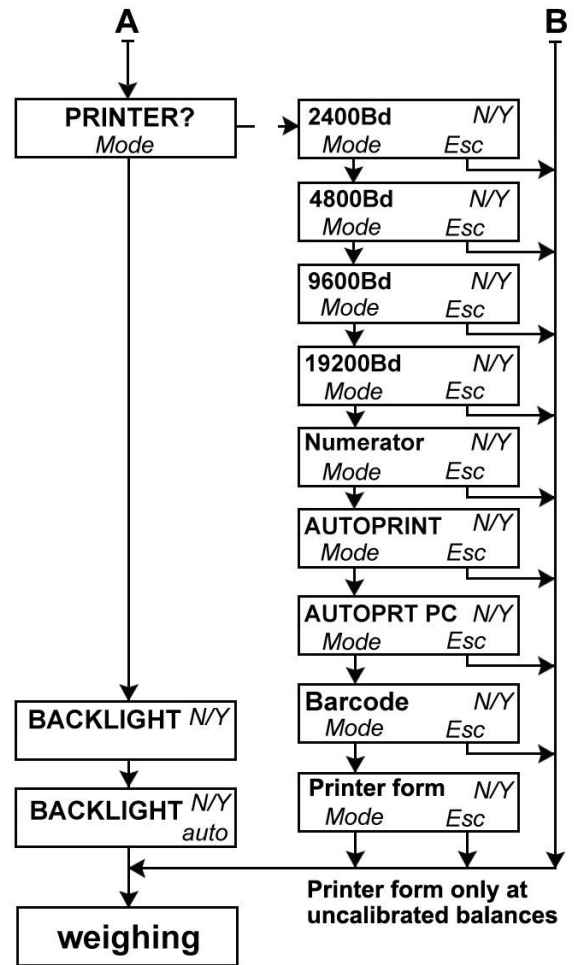 A
B
PRINTER?
Mode
2400Bd N/Y
Mode Esc
4800Bd N/Y
Mode Esc
9600Bd N/Y
Mode Esc
19200Bd N/Y
Mode Esc
Numerator N/Y
Mode Esc
AUTOPRINT N/Y
Mode Esc
AUTOPRT PC N/Y
Mode Esc
Barcode N/Y
Mode Esc
Printer form N/Y
Mode Esc
BACKLIGHT N/Y
BACKLIGHT N/Y
auto
Printer form only at
uncalibrated balances
weighing